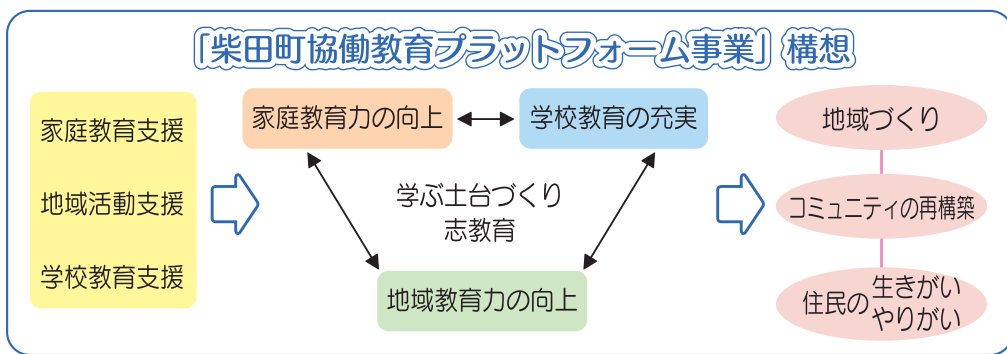 「柴田町協働教育プラットフォーム事業」構想
家庭教育支援
地域活動支援
学校教育支援
家庭教育力の向上
学校教育の充実
学ぶ土台づくり
志教育
地域教育力の向上
地域づくり
コミュニティの再構築
住民の生きがい
やりがい